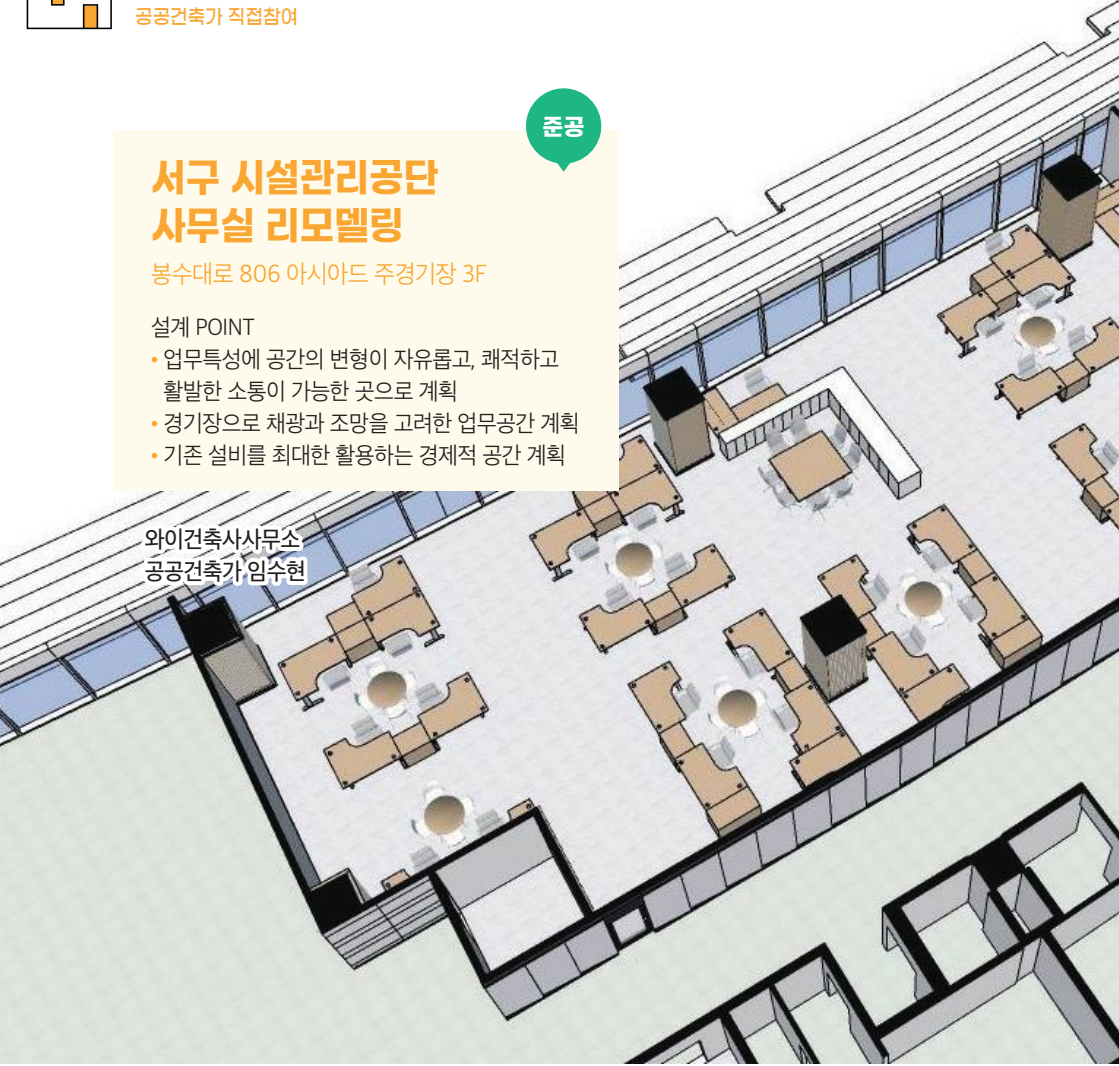 공공건축가 직접참여
준공
서구 시설관리공단
사무실 리모델링
봉수대로 806 아시아드 주경기장 3F
설계 POINT
• 업무특성에 공간의 변형이 자유롭고, 쾌적하고
활발한 소통이 가능한 곳으로 계획
• 경기장으로 채광과 조망을 고려한 업무공간 계획
• 기존 설비를 최대한 활용하는 경제적 공간 계획
와이건축사사무소
공공건축가 임수현